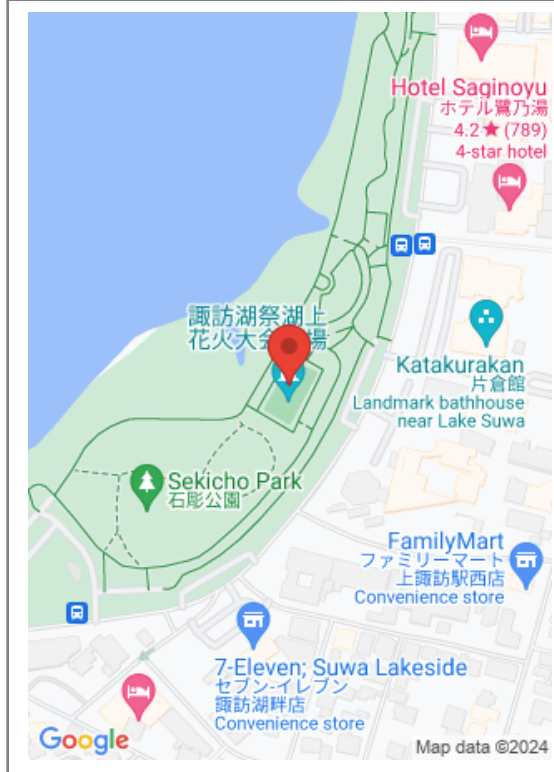 Hotel Saginoyu
ホテル鷺乃湯
4.2★ (789)
4-star hotel
諏訪湖祭湖上
花火大会 場
Katakurakan
片倉館
Landmark bathhouse
near Lake Suwa
Sekicho Park
石彫公園
FamilyMart
ファミリーマート
上諏訪駅西店
Convenience store
7-Eleven; Suwa Lakeside
セブン-イレブン
諏訪湖畔店
Convenience store
Google
Map data ©2024